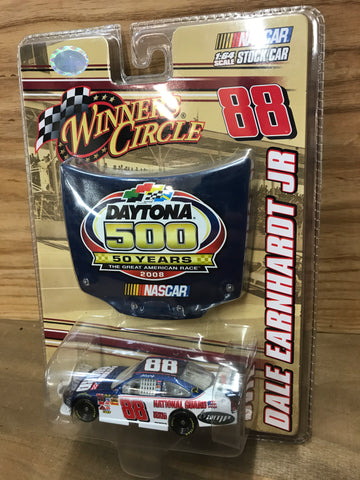 NASCAR
1:64 SCALE STOCK CAR
WINNER'S CIRCLE
88
DALE EARNHARDT JR
DAYTONA
500
50 YEARS
THE GREAT AMERICAN RACE
2008
NASCAR
88
88
NATIONAL GUARD
AMP